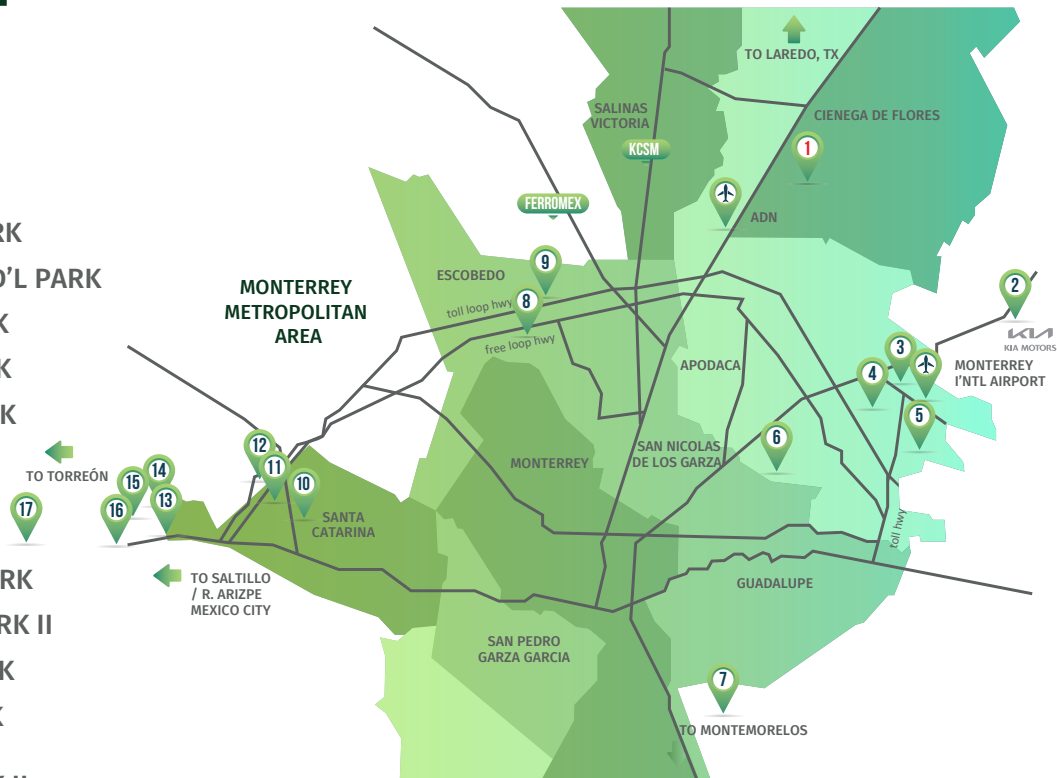 RK
D'L PARK
K
K
K
RK
RK II
K
K
TO LAREDO, TX
SALINAS
VICTORIA
CIENEGA DE FLORES
KCSM
1
FERROMEX
ADN
9
ESCOBEDO
8
2
MONTERREY
METROPOLITAN
AREA
toll loop hwy
free loop hwy
KIA
KIA MOTORS
3
4
MONTERREY
I'NTL AIRPORT
APODACA
5
6
SAN NICOLAS
DE LOS GARZA
MONTERREY
12
11
10
TO TORREÓN
14
15
13
16
17
SANTA
CATARINA
toll hwy
TO SALTILLO
/ R. ARIZPE
MEXICO CITY
GUADALUPE
SAN PEDRO
GARZA GARCIA
7
TO MONTEMORELOS